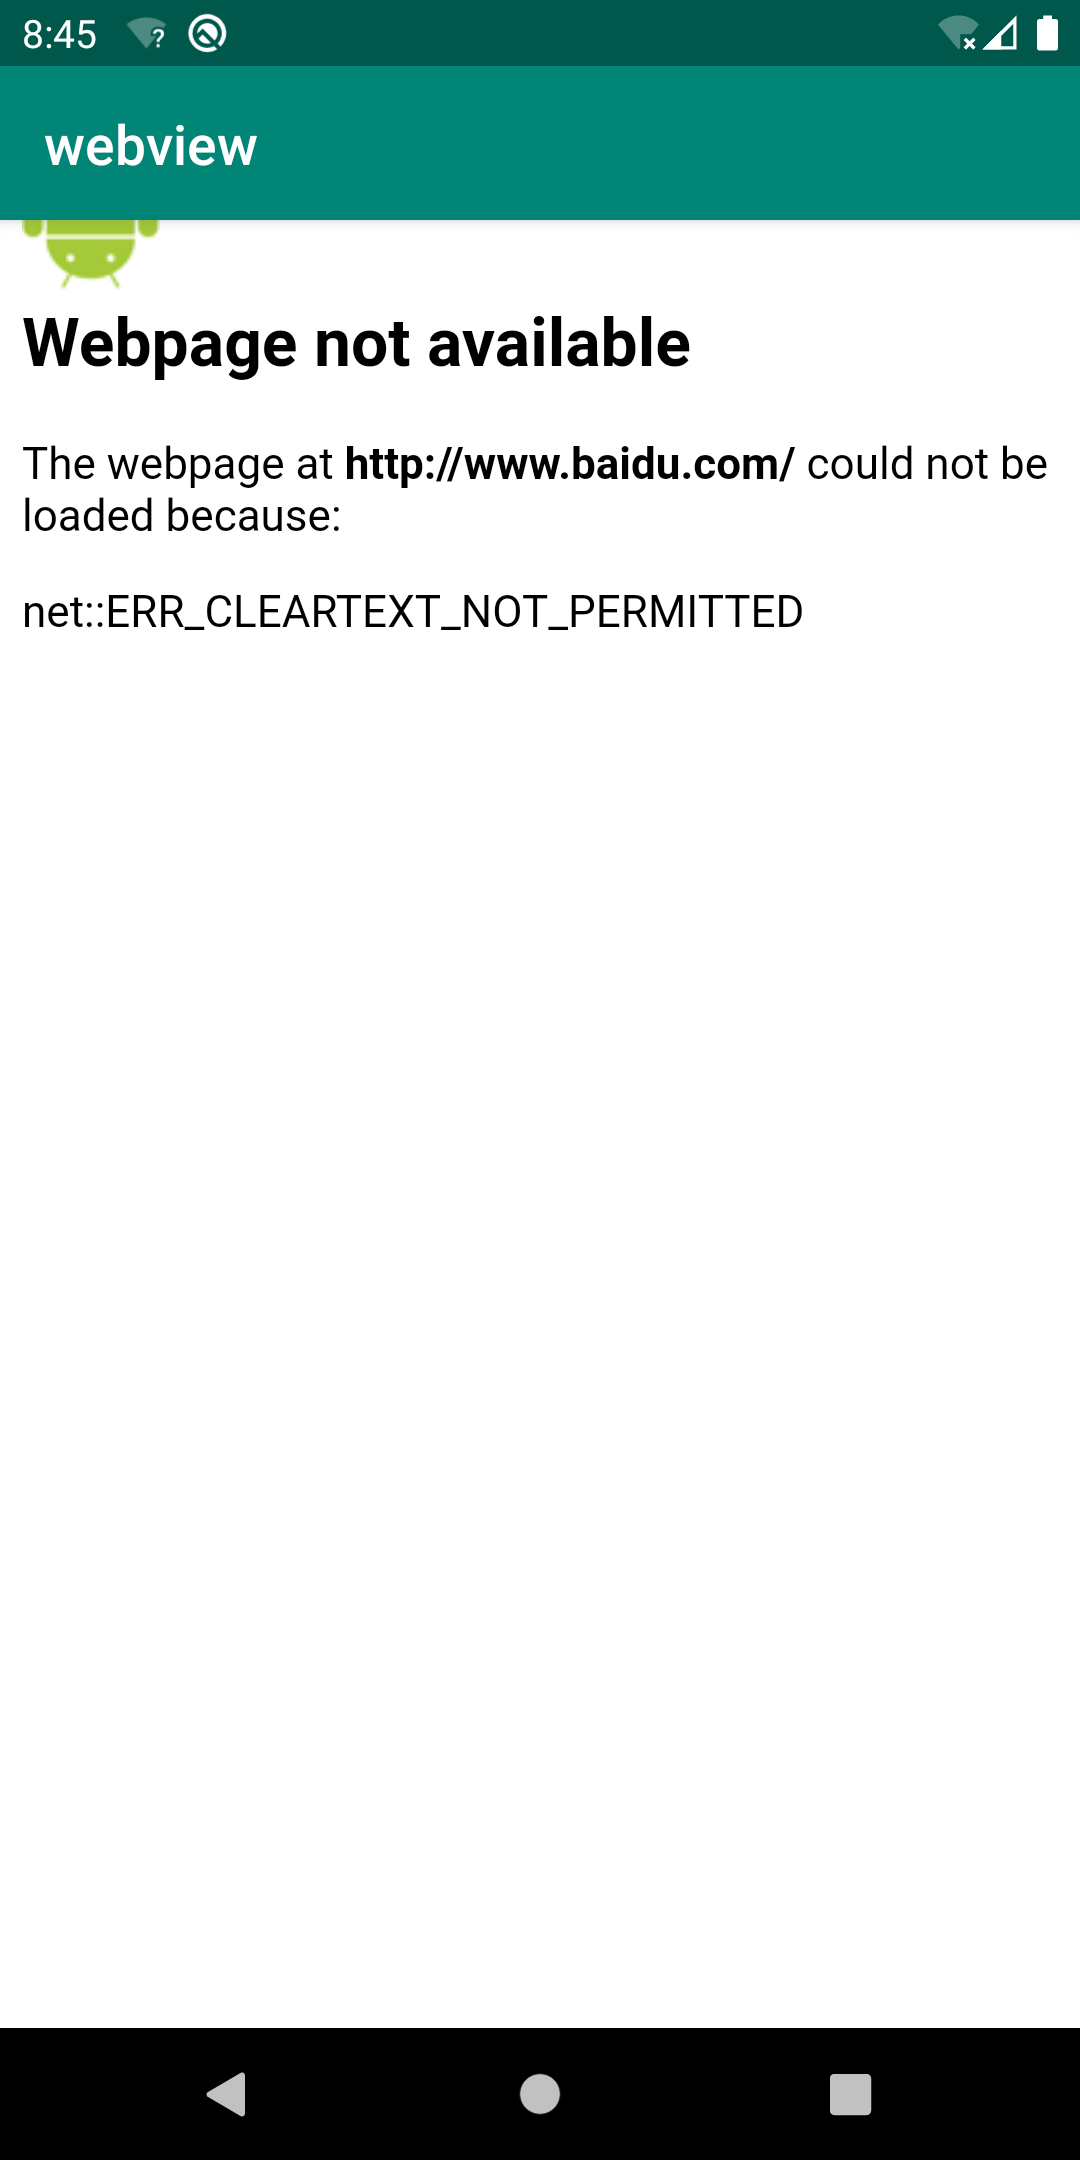 8:45
webview
Webpage not available
The webpage at http://www.baidu.com/ could not be
loaded because:
net::ERR_CLEARTEXT_NOT_PERMITTED